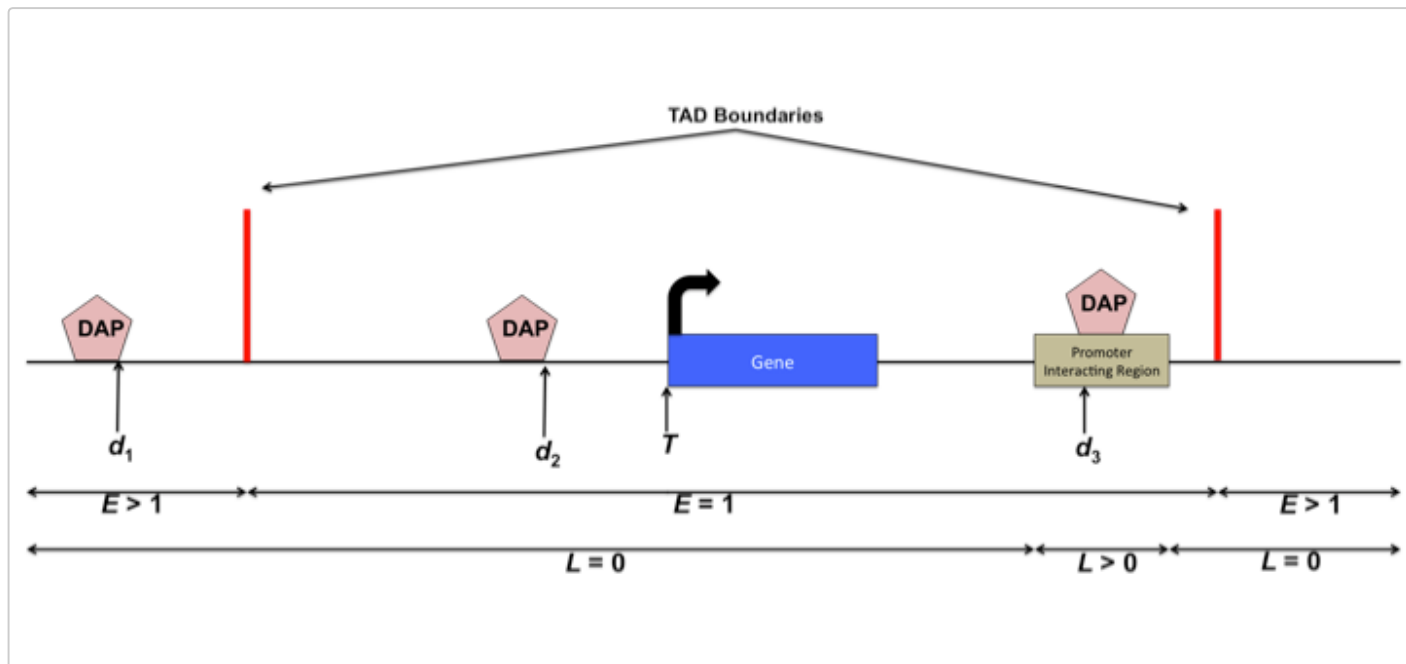 TAD Boundaries
DAP
DAP
DAP
Gene
Promoter
Interacting Region
d₁
d₂
T
d₃
E > 1
E = 1
E > 1
L = 0
L > 0
L = 0